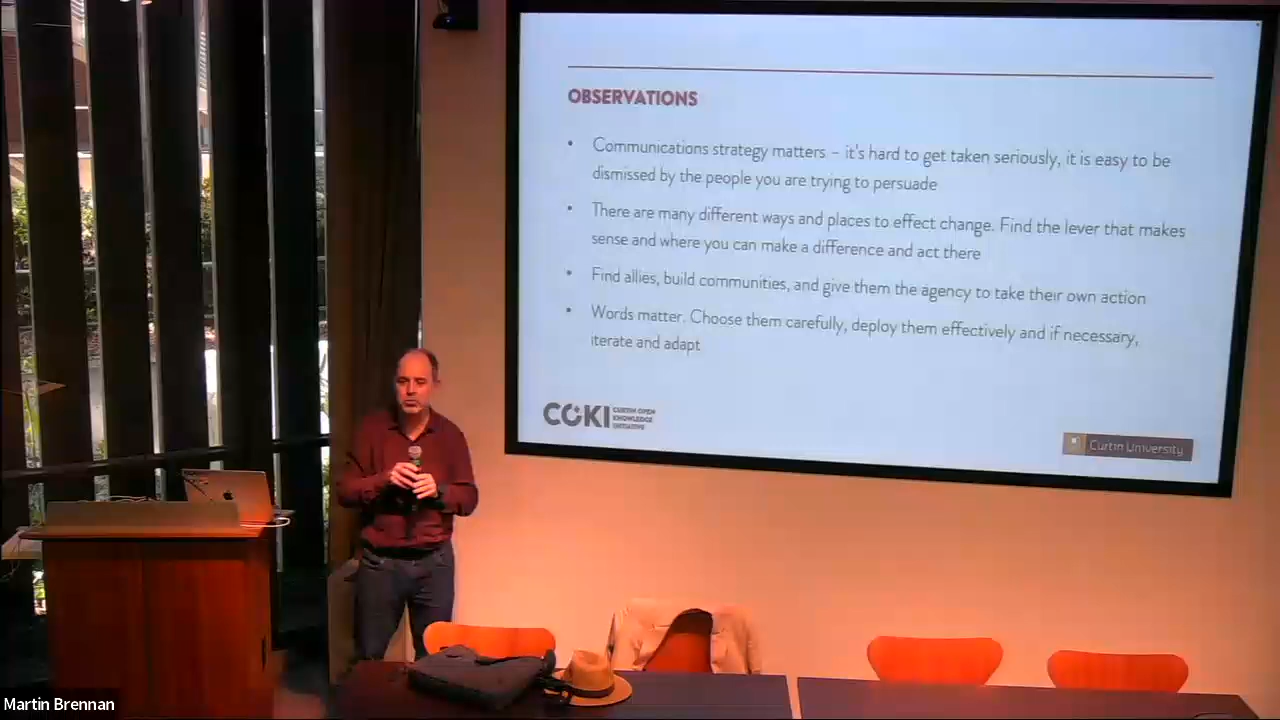 OBSERVATIONS
• Communications strategy matters – it's hard to get taken seriously, it is easy to be
dismissed by the people you are trying to persuade
• There are many different ways and places to effect change. Find the lever that makes
sense and where you can make a difference and act there
• Find allies, build communities, and give them the agency to take their own action
• Words matter. Choose them carefully, deploy them effectively and if necessary,
iterate and adapt
COKI
CURTIN OPEN
KNOWLEDGE
INITIATIVE
Curtin University
Martin Brennan